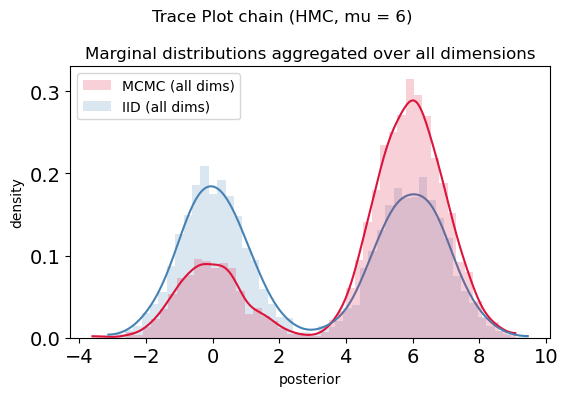 Trace Plot chain (HMC, mu = 6)
Marginal distributions aggregated over all dimensions
MCMC (all dims)
IID (all dims)
density
0.3
0.2
0.1
0.0
−4
−2
0
2
4
6
8
10
posterior